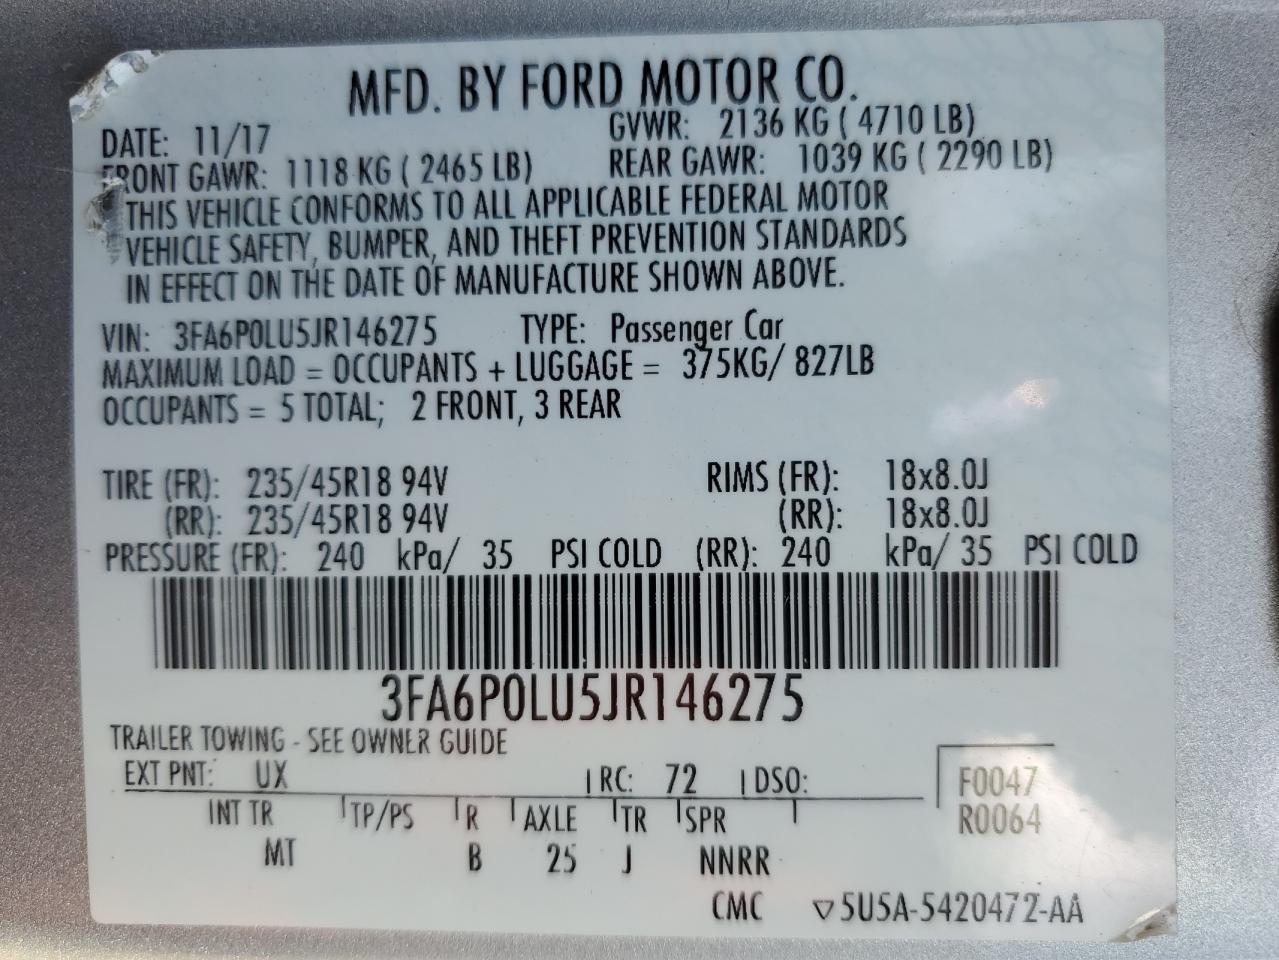 MFD. BY FORD MOTOR CO.
DATE: 11/17 GVWR: 2136 KG ( 4710 LB)
FRONT GAWR: 1118 KG ( 2465 LB) REAR GAWR: 1039 KG ( 2290 LB)
THIS VEHICLE CONFORMS TO ALL APPLICABLE FEDERAL MOTOR
VEHICLE SAFETY, BUMPER, AND THEFT PREVENTION STANDARDS
IN EFFECT ON THE DATE OF MANUFACTURE SHOWN ABOVE.
VIN: 3FA6P0LU5JR146275 TYPE: Passenger Car
MAXIMUM LOAD = OCCUPANTS + LUGGAGE = 375KG/ 827LB
OCCUPANTS = 5 TOTAL; 2 FRONT, 3 REAR
TIRE (FR): 235/45R18 94V RIMS (FR): 18x8.0J
(RR): 235/45R18 94V (RR): 18x8.0J
PRESSURE (FR): 240 kPa/ 35 PSI COLD (RR): 240 kPa/ 35 PSI COLD
3FA6P0LU5JR146275
TRAILER TOWING - SEE OWNER GUIDE
EXT PNT: UX RC: 72 DSO: F0047
INT TR TP/PS R AXLE TR SPR R0064
MT B 25 J NNRR
CMC ▽5U5A-5420472-AA